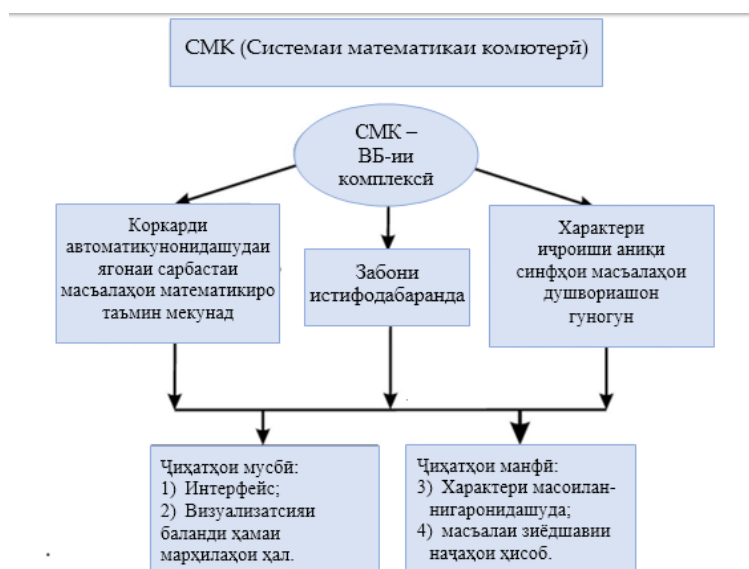 СМК (Системаи математикаи комютерӣ)
СМК –
ВБ-ии
комплексӣ
Коркарди
автоматикунонидашудаи
ягонаи сарбастаи
масъалаҳои математикиро
таъмин мекунад
Забони
истифодабаранда
Характери
иҷроиши аниқи
синфҳои масъалаҳои
душвориашон
гуногун
Ҷиҳатҳои мусбӣ:
1) Интерфейс;
2) Визуализатсияи
баланди ҳамаи
марҳилаҳои ҳал.
Ҷиҳатҳои манфӣ:
3) Характери масоилан-
нигаронидашуда;
4) масъалаи зиёдшавии
наҷаҳои ҳисоб.